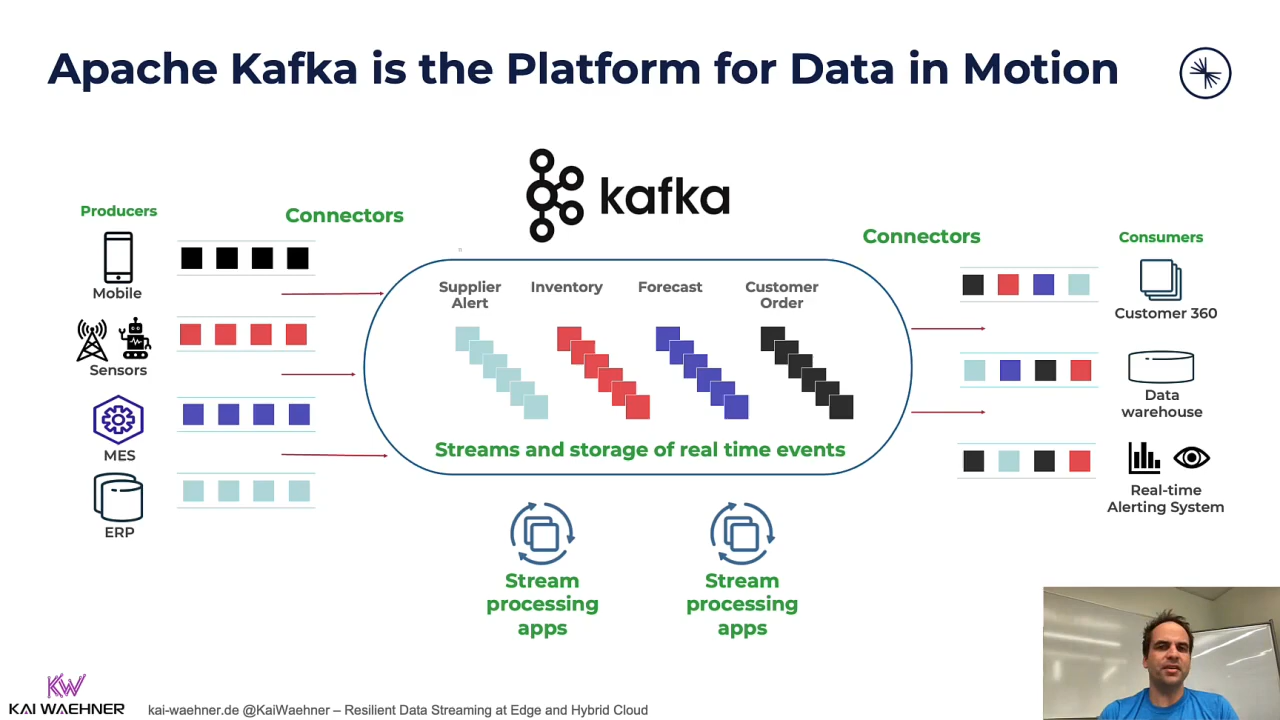 Apache Kafka is the Platform for Data in Motion
kafka
Producers
Connectors
Mobile
Sensors
MES
ERP
Supplier
Alert
Inventory
Forecast
Customer
Order
Streams and storage of real time events
Stream
processing
apps
Stream
processing
apps
Connectors
Consumers
Customer 360
Data
warehouse
Real-time
Alerting System
KW
KAI WAEHNER
kai-waehner.de @KaiWaehner – Resilient Data Streaming at Edge and Hybrid Cloud